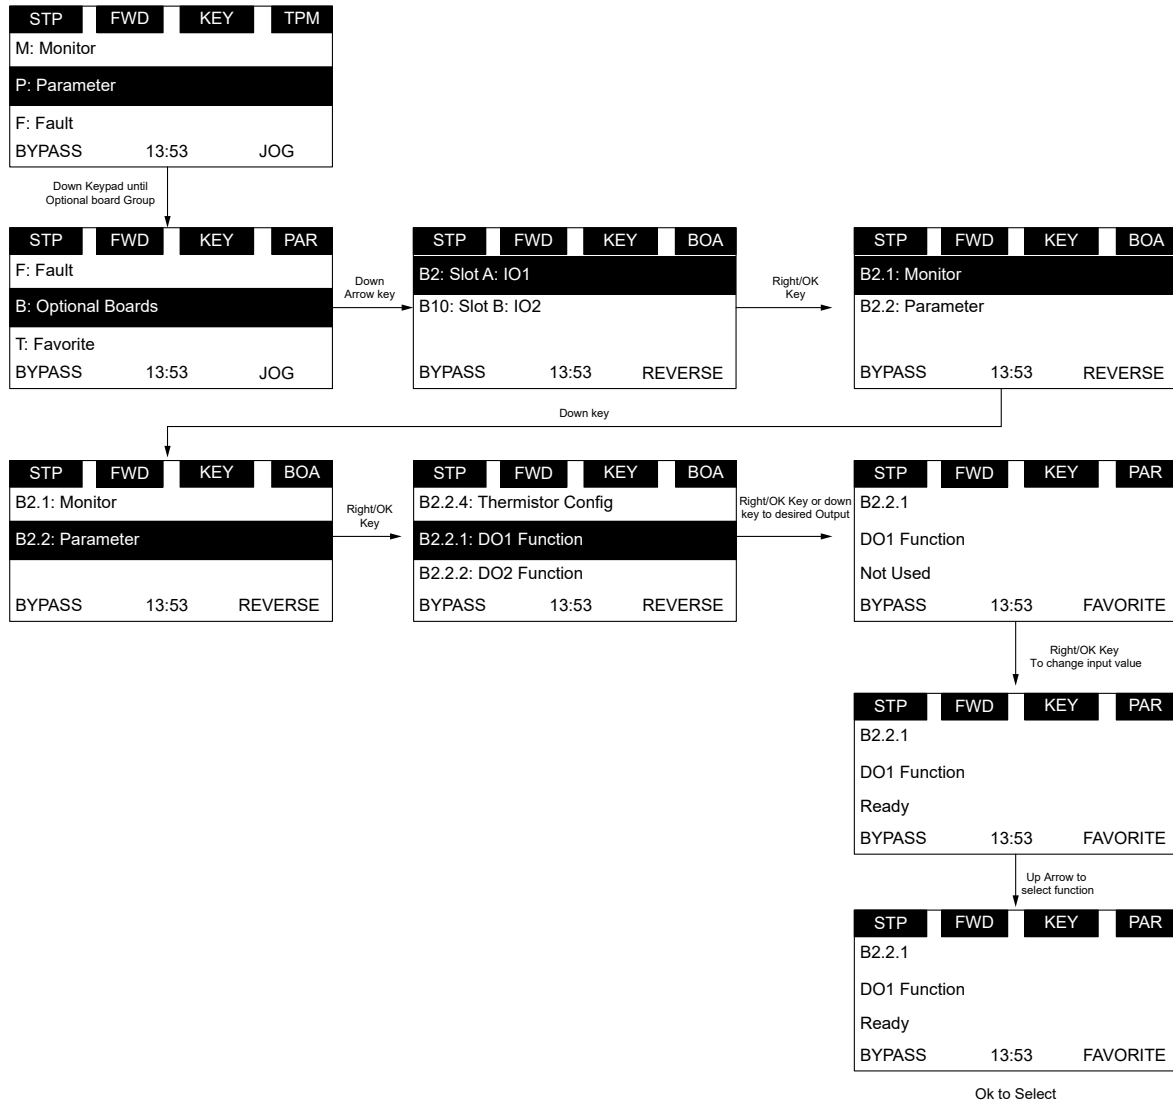 STP FWD KEY TPM
M: Monitor
P: Parameter
F: Fault
BYPASS 13:53 JOG
Down Keypad until
Optional board Group
STP FWD KEY PAR
F: Fault
B: Optional Boards
T: Favorite
BYPASS 13:53 JOG
Down
Arrow key
STP FWD KEY BOA
B2: Slot A: IO1
B10: Slot B: IO2
BYPASS 13:53 REVERSE
Right/OK
Key
STP FWD KEY BOA
B2.1: Monitor
B2.2: Parameter
BYPASS 13:53 REVERSE
Down key
STP FWD KEY BOA
B2.1: Monitor
B2.2: Parameter
BYPASS 13:53 REVERSE
Right/OK
Key
STP FWD KEY BOA
B2.2.4: Thermistor Config
B2.2.1: DO1 Function
B2.2.2: DO2 Function
BYPASS 13:53 REVERSE
Right/OK Key or down
key to desired Output
STP FWD KEY PAR
B2.2.1
DO1 Function
Not Used
BYPASS 13:53 FAVORITE
Right/OK Key
To change input value
STP FWD KEY PAR
B2.2.1
DO1 Function
Ready
BYPASS 13:53 FAVORITE
Up Arrow to
select function
STP FWD KEY PAR
B2.2.1
DO1 Function
Ready
BYPASS 13:53 FAVORITE
Ok to Select